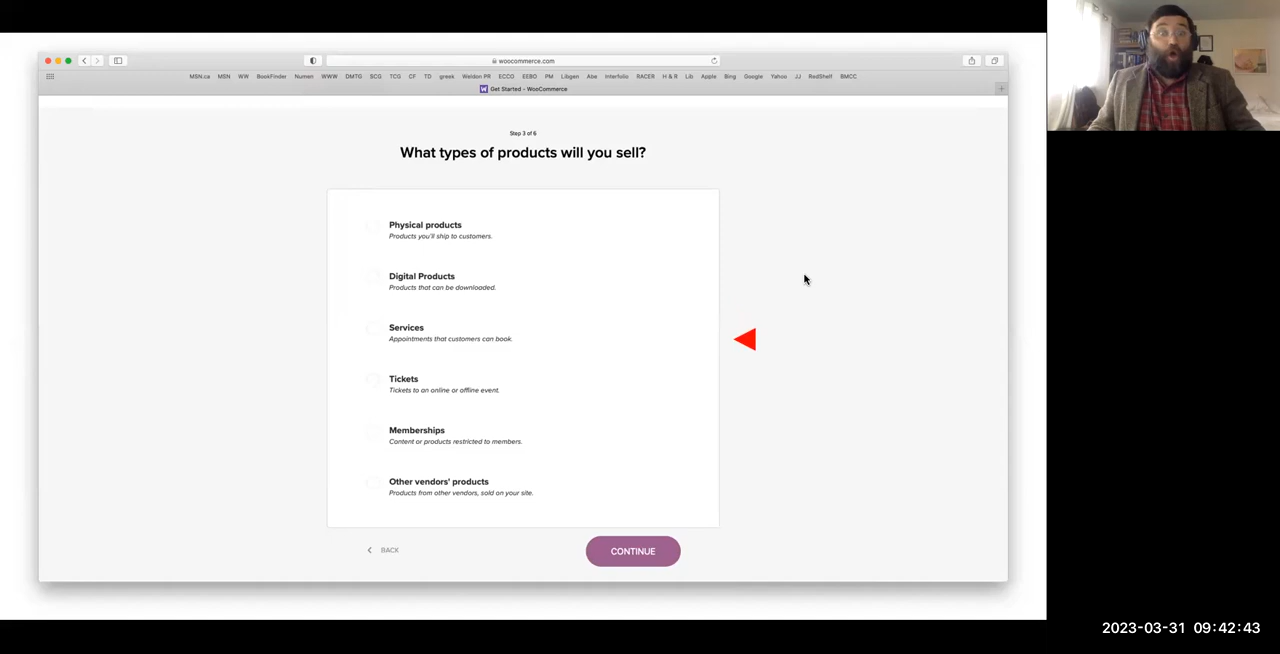 woocommerce.com
MSN.ca MSN WW BookFinder Numen WWW DMTG SCG TCG CF TD greek Weldon PR ECCO EEBO PM Libgen Abe Interfolio RACER H & R Lib Apple Bing Google Yahoo JJ RedShelf BMCC
W Get Started – WooCommerce
Step 3 of 6
What types of products will you sell?
Physical products
Products you'll ship to customers.
Digital Products
Products that can be downloaded.
Services
Appointments that customers can book.
Tickets
Tickets to an online or offline event.
Memberships
Content or products restricted to members.
Other vendors' products
Products from other vendors, sold on your site.
BACK
CONTINUE
2023-03-31 09:42:43